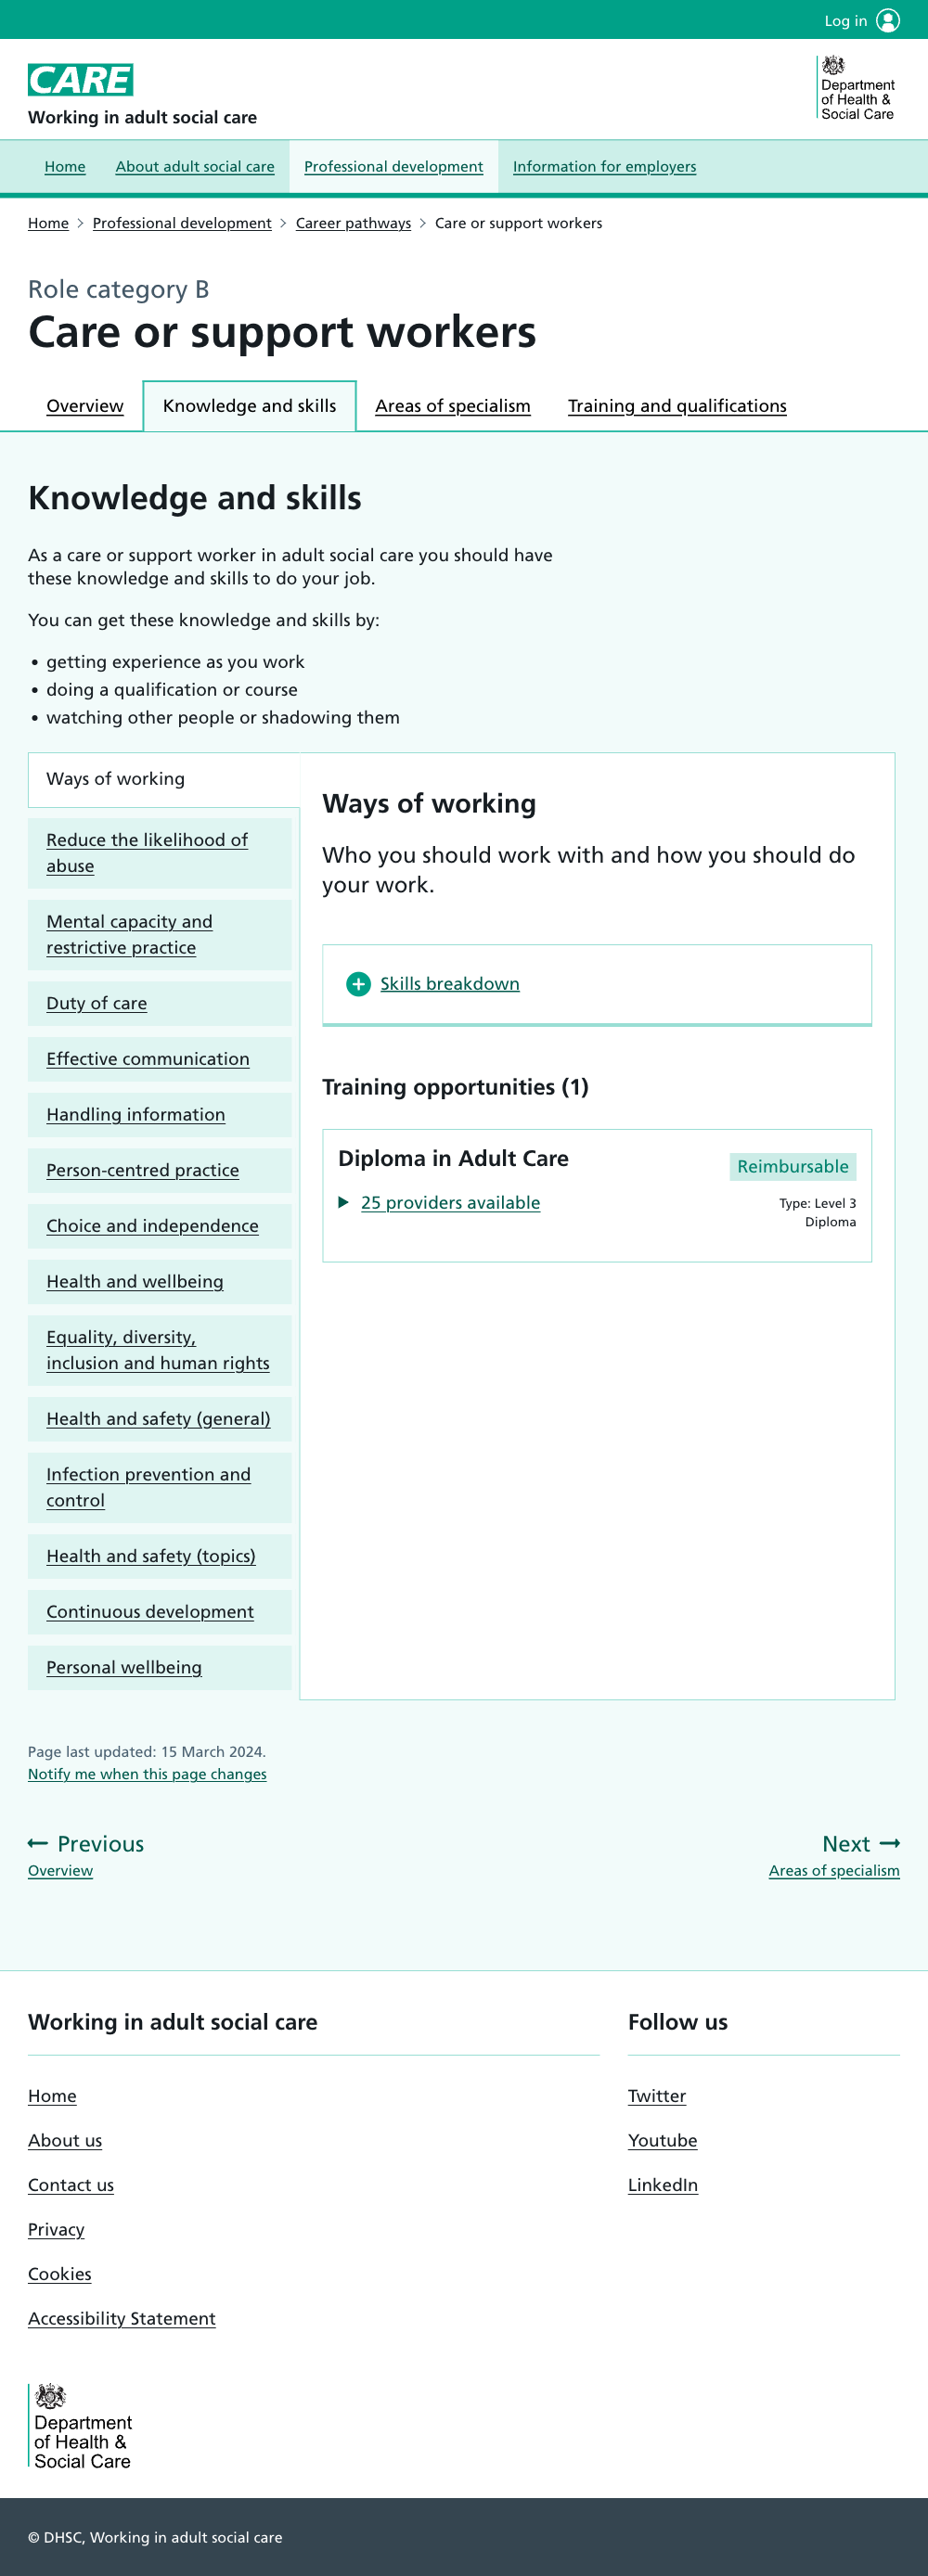 Log in
CARE
Working in adult social care
Department
of Health &
Social Care
Home
About adult social care
Professional development
Information for employers
Home
Professional development
Career pathways
Care or support workers
Role category B
Care or support workers
Overview
Knowledge and skills
Areas of specialism
Training and qualifications
Knowledge and skills
As a care or support worker in adult social care you should have
these knowledge and skills to do your job.
You can get these knowledge and skills by:
• getting experience as you work
• doing a qualification or course
• watching other people or shadowing them
Ways of working
Reduce the likelihood of
abuse
Mental capacity and
restrictive practice
Duty of care
Effective communication
Handling information
Person-centred practice
Choice and independence
Health and wellbeing
Equality, diversity,
inclusion and human rights
Health and safety (general)
Infection prevention and
control
Health and safety (topics)
Continuous development
Personal wellbeing
Ways of working
Who you should work with and how you should do
your work.
Skills breakdown
Training opportunities (1)
Diploma in Adult Care
Reimbursable
25 providers available
Type: Level 3
Diploma
Page last updated: 15 March 2024.
Notify me when this page changes
Previous
Overview
Next
Areas of specialism
Working in adult social care
Home
About us
Contact us
Privacy
Cookies
Accessibility Statement
Follow us
Twitter
Youtube
LinkedIn
Department
of Health &
Social Care
© DHSC, Working in adult social care